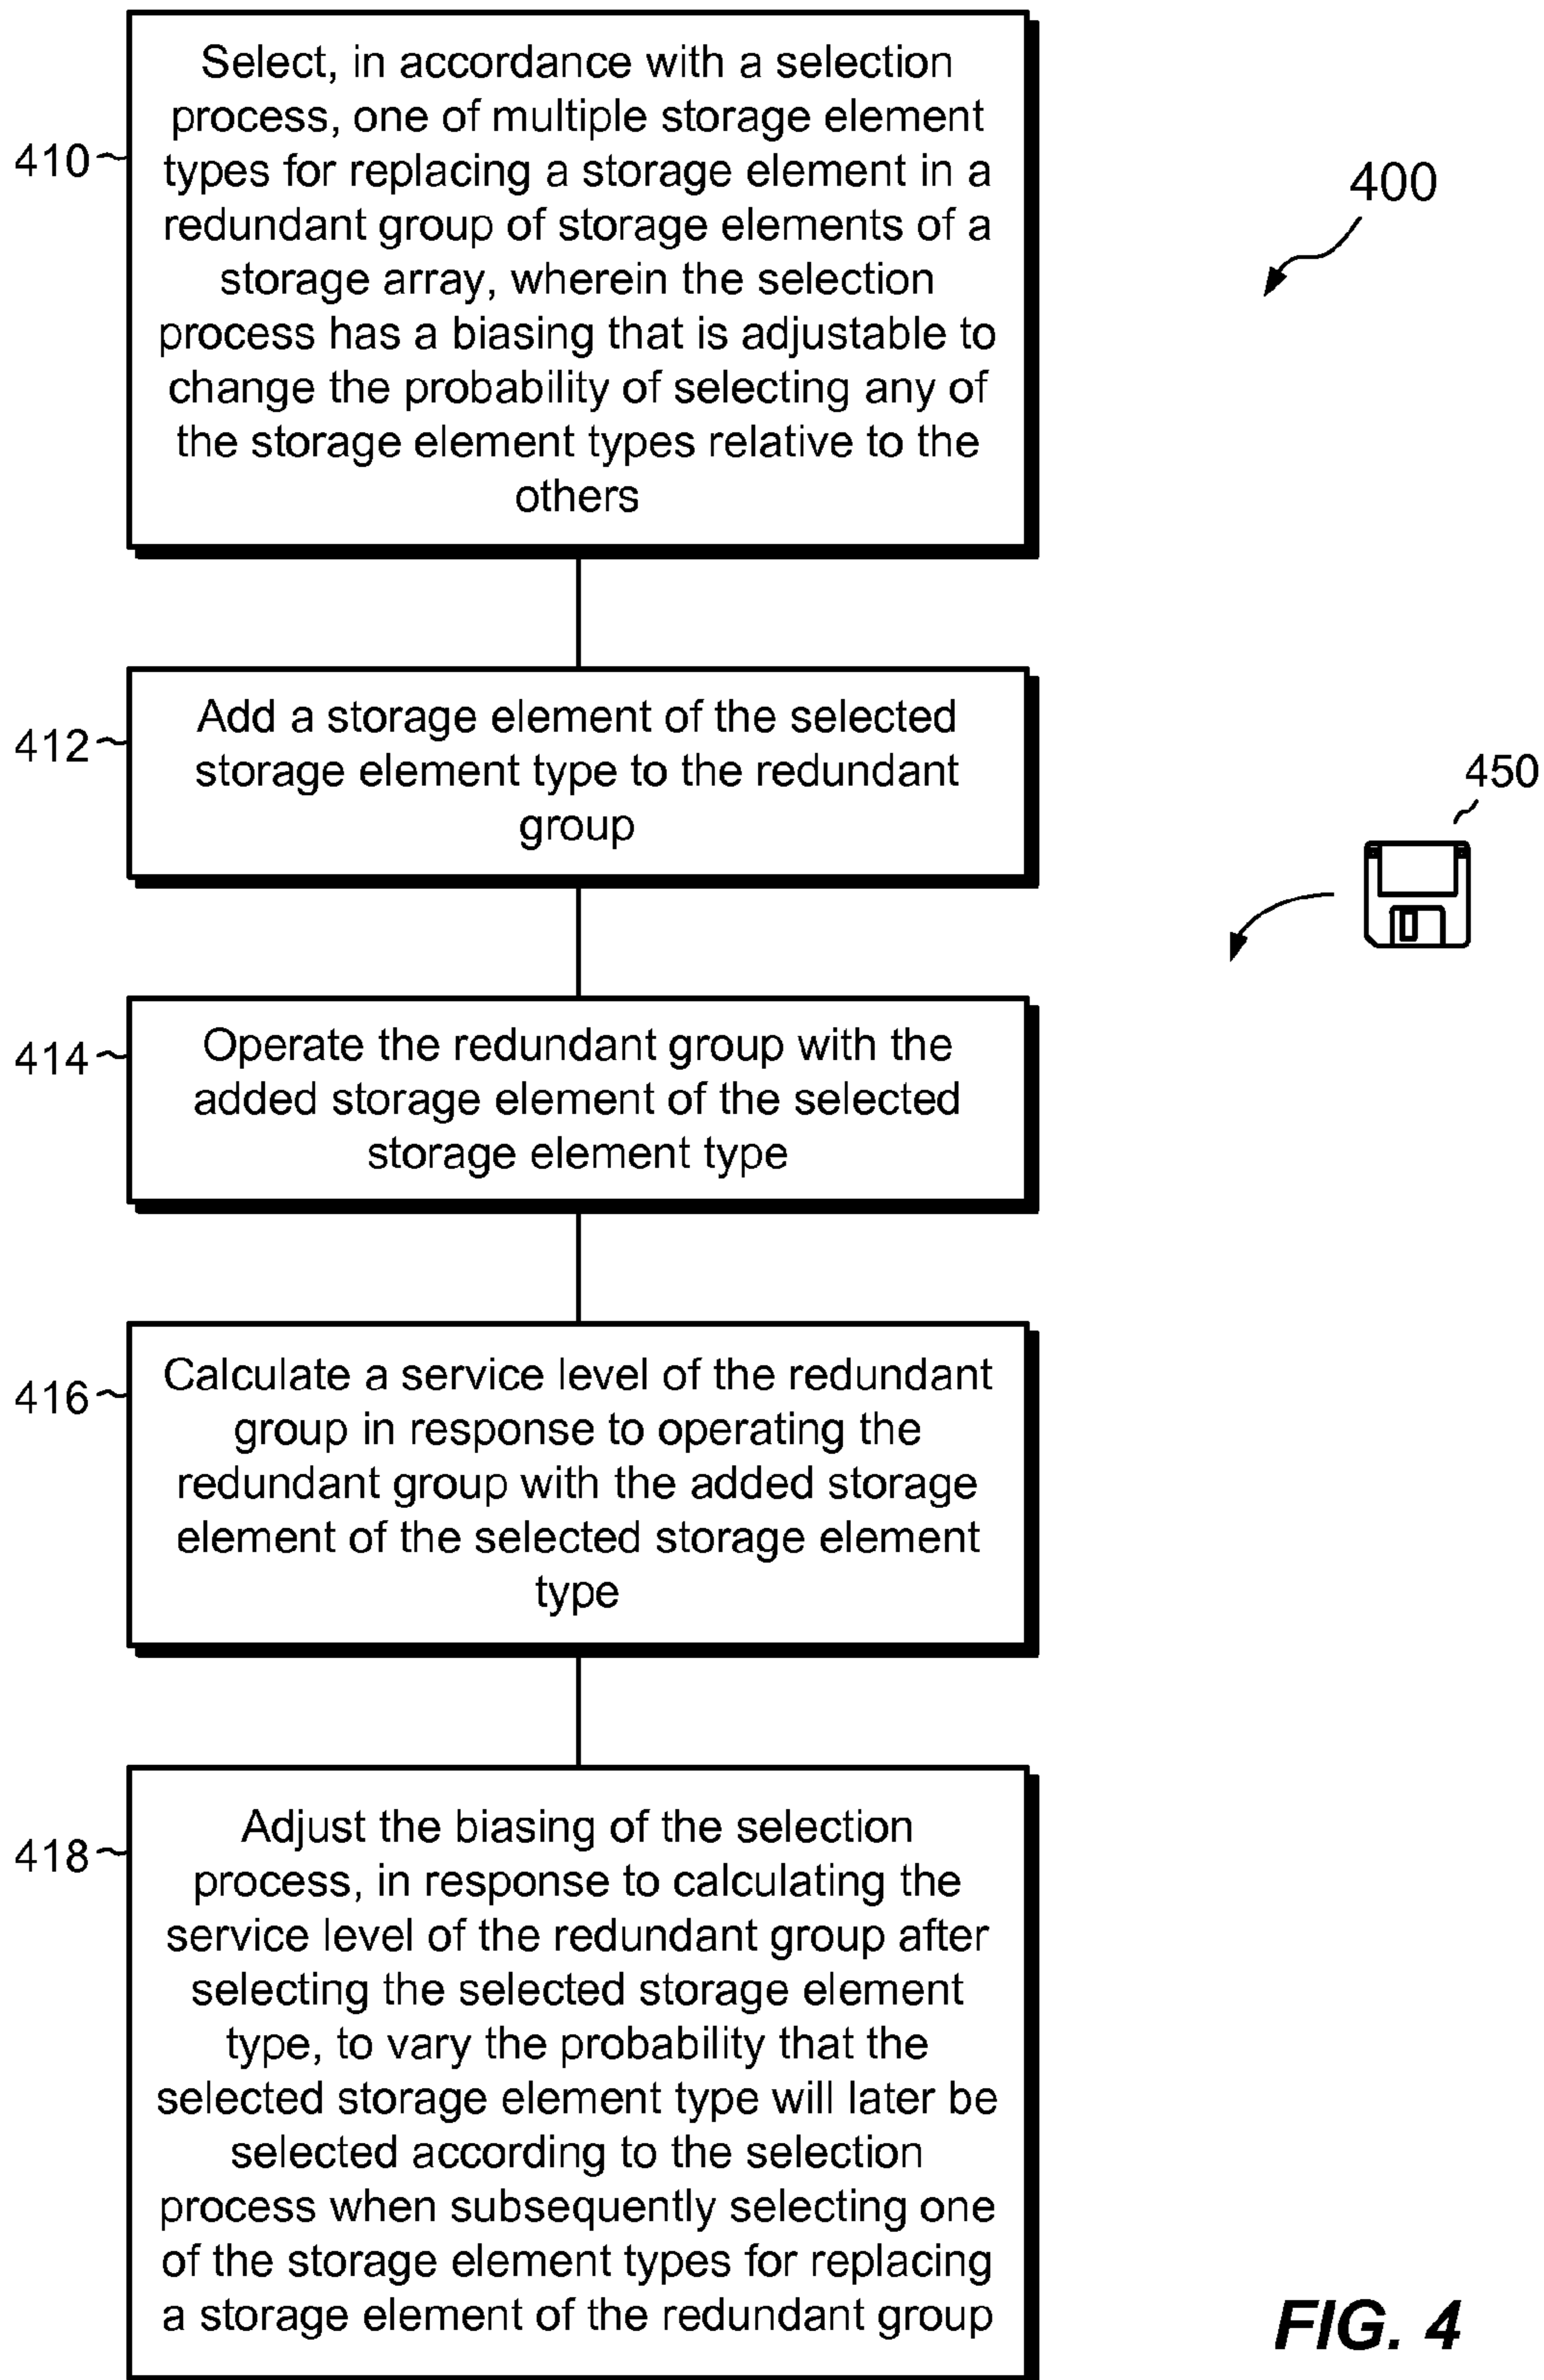 Select, in accordance with a selection
process, one of multiple storage element
types for replacing a storage element in a
redundant group of storage elements of a
storage array, wherein the selection
process has a biasing that is adjustable to
change the probability of selecting any of
the storage element types relative to the
others
410
400
Add a storage element of the selected
storage element type to the redundant
group
412
450
Operate the redundant group with the
added storage element of the selected
storage element type
414
Calculate a service level of the redundant
group in response to operating the
redundant group with the added storage
element of the selected storage element
type
416
Adjust the biasing of the selection
process, in response to calculating the
service level of the redundant group after
selecting the selected storage element
type, to vary the probability that the
selected storage element type will later be
selected according to the selection
process when subsequently selecting one
of the storage element types for replacing
a storage element of the redundant group
418
FIG. 4